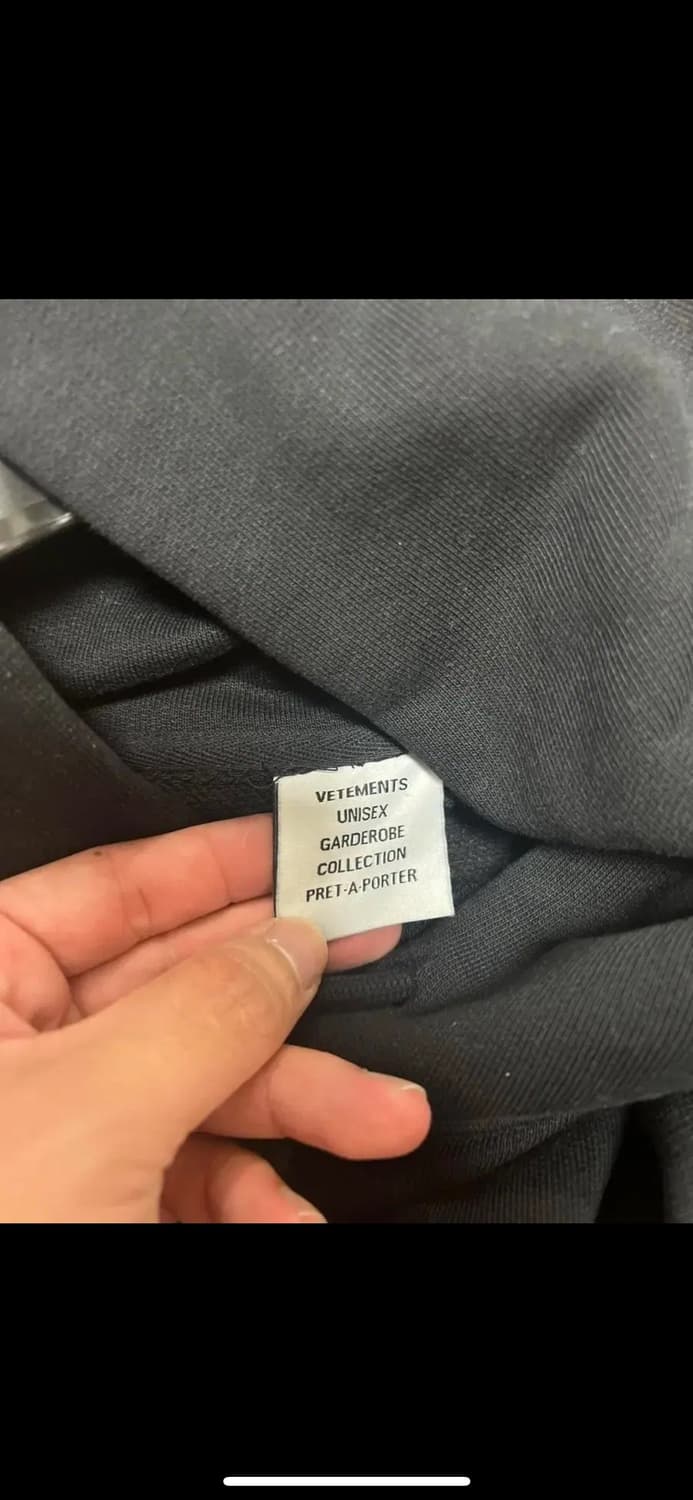 VETEMENTS
UNISEX
GARDEROBE
COLLECTION
PRET-A-PORTER